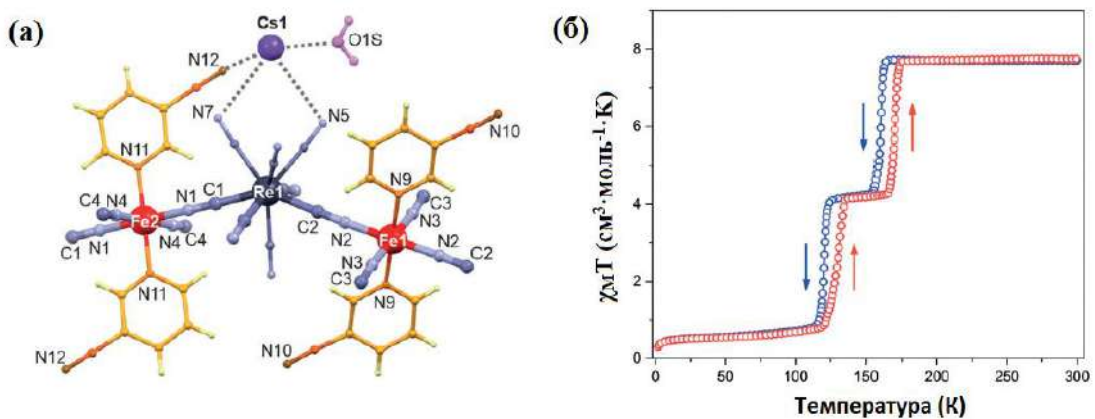 (а)
Cs1
N12
O1S
N7
N5
N10
N11
N9
C4
N4
N1
C1
Re1
C3
Fe2
N3
C2
N2
Fe1
N2
C1
N1
N4
C4
C3
N3
C2
N11
N9
N12
N10
(б)
χмT (см³·моль⁻¹·К)
8
6
4
2
0
0
50
100
150
200
250
300
Температура (К)